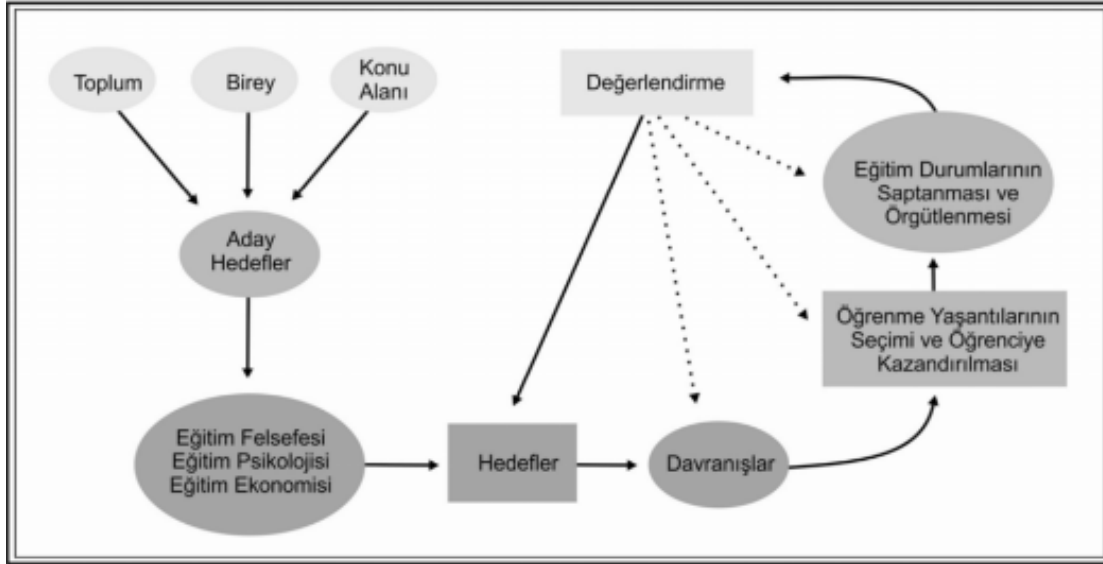 Toplum
Birey
Konu
Alanı
Değerlendirme
Eğitim Durumlarının
Saptanması ve
Örgütlenmesi
Aday
Hedefler
Öğrenme Yaşantılarının
Seçimi ve Öğrenciye
Kazandırılması
Eğitim Felsefesi
Eğitim Psikolojisi
Eğitim Ekonomisi
Hedefler
Davranışlar